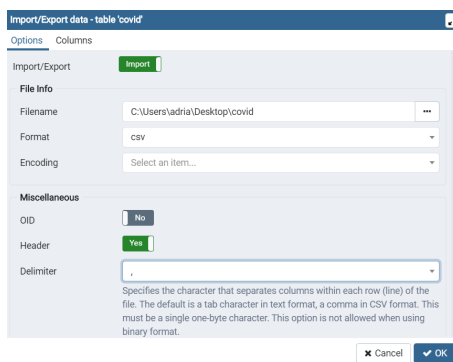 Import/Export data - table 'covid'
Options Columns
Import/Export Import
File Info
Filename C:\Users\adria\Desktop\covid
Format csv
Encoding Select an item...
Miscellaneous
OID No
Header Yes
Delimiter ,
Specifies the character that separates columns within each row (line) of the
file. The default is a tab character in text format, a comma in CSV format. This
must be a single one-byte character. This option is not allowed when using
binary format.
Cancel OK